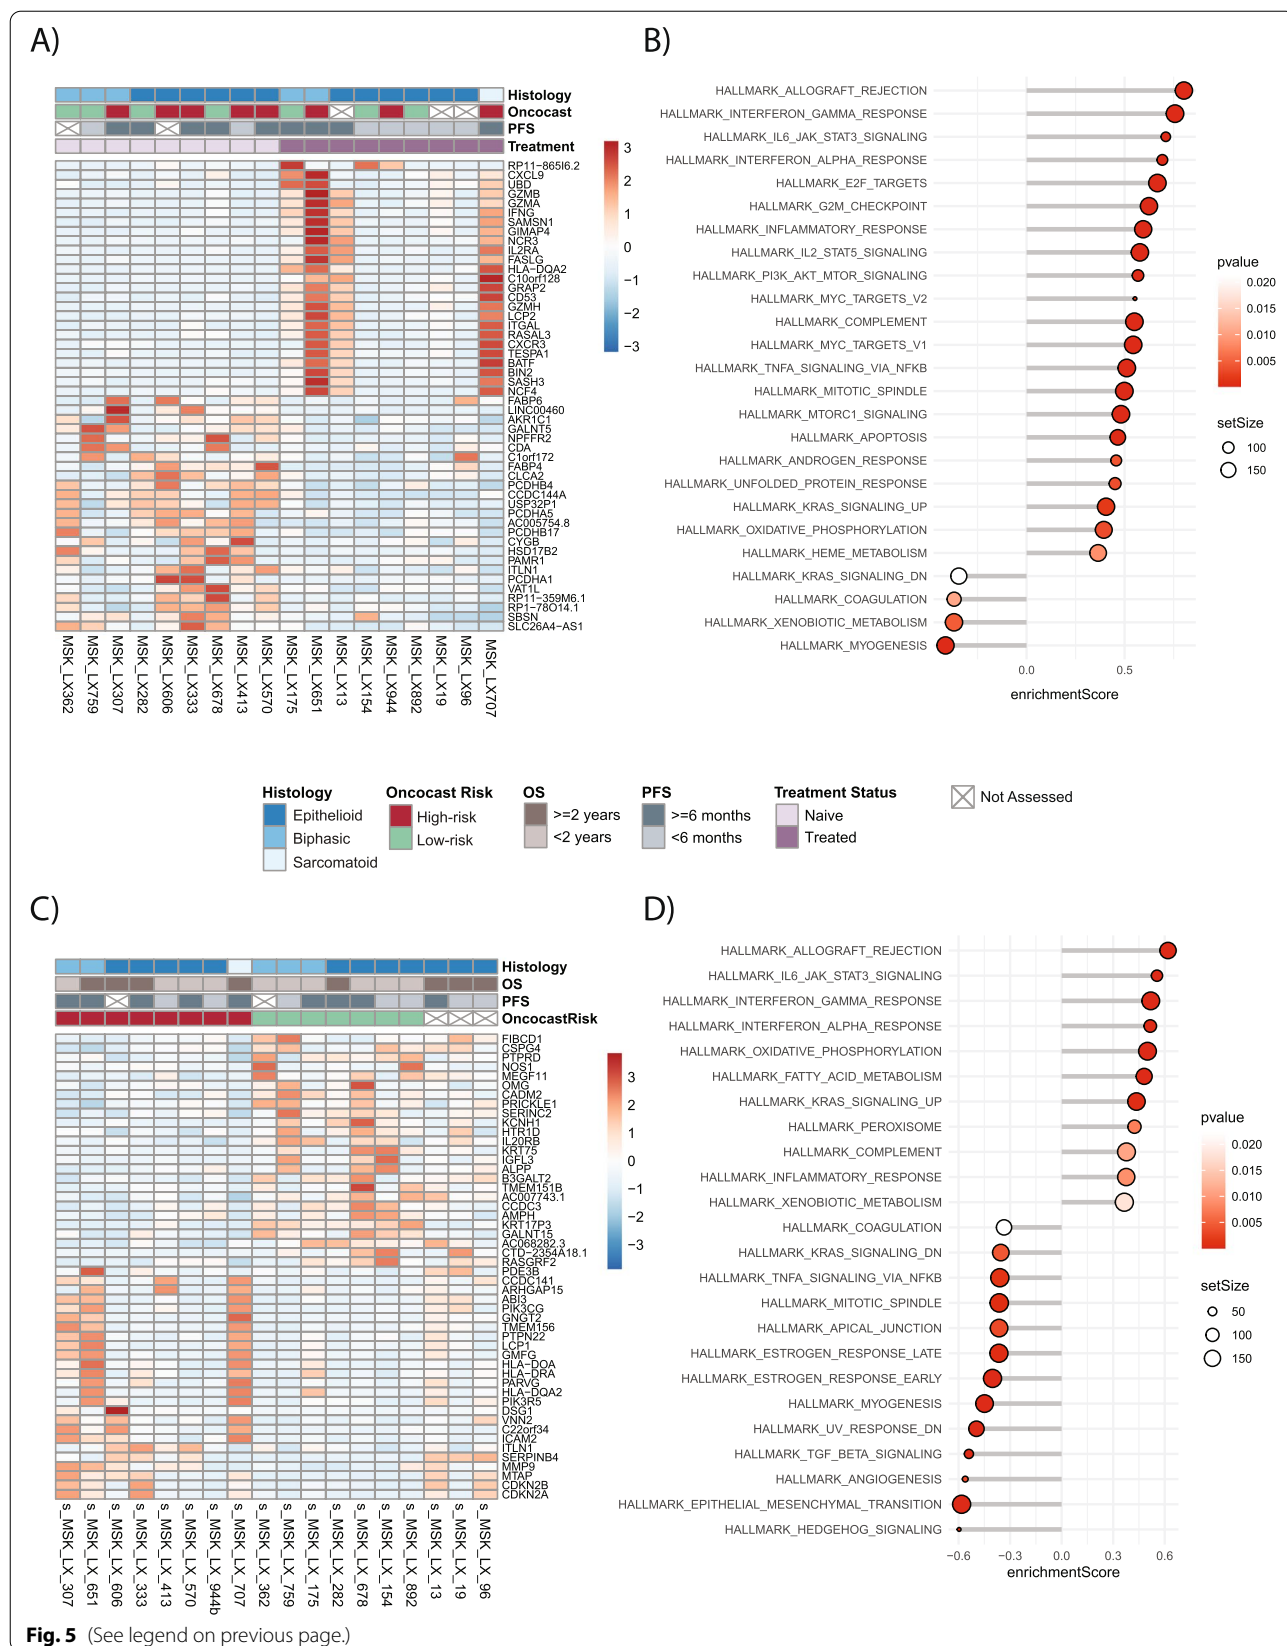 A)
Histology
Oncocast
PFS
Treatment
RP11−865I6.2
CXCL9
UBD
GZMB
GZMA
IFNG
SAMSN1
GIMAP4
NCR3
IL2RA
FASLG
HLA−DQA2
C10orf128
GRAP2
CD53
GZMH
LCP2
ITGAL
RASAL3
CXCR3
TESPA1
BATF
BIN2
SASH3
NCF4
FABP6
LINC00460
AKR1C1
GALNT5
NPFFR2
CDA
C1orf172
FABP4
CLCA2
PCDHB4
CCDC144A
USP32P1
PCDHA5
AC005754.8
PCDHB17
CYGB
HSD17B2
PAMR1
ITLN1
PCDHA1
VAT1L
RP11−359M6.1
RP1−78O14.1
SBSN
SLC26A4−AS1
MSK_LX362
MSK_LX759
MSK_LX307
MSK_LX282
MSK_LX606
MSK_LX333
MSK_LX678
MSK_LX413
MSK_LX570
MSK_LX175
MSK_LX651
MSK_LX13
MSK_LX154
MSK_LX944
MSK_LX892
MSK_LX19
MSK_LX96
MSK_LX707
3
2
1
0
−1
−2
−3
B)
HALLMARK_ALLOGRAFT_REJECTION
HALLMARK_INTERFERON_GAMMA_RESPONSE
HALLMARK_IL6_JAK_STAT3_SIGNALING
HALLMARK_INTERFERON_ALPHA_RESPONSE
HALLMARK_E2F_TARGETS
HALLMARK_G2M_CHECKPOINT
HALLMARK_INFLAMMATORY_RESPONSE
HALLMARK_IL2_STAT5_SIGNALING
HALLMARK_PI3K_AKT_MTOR_SIGNALING
HALLMARK_MYC_TARGETS_V2
HALLMARK_COMPLEMENT
HALLMARK_MYC_TARGETS_V1
HALLMARK_TNFA_SIGNALING_VIA_NFKB
HALLMARK_MITOTIC_SPINDLE
HALLMARK_MTORC1_SIGNALING
HALLMARK_APOPTOSIS
HALLMARK_ANDROGEN_RESPONSE
HALLMARK_UNFOLDED_PROTEIN_RESPONSE
HALLMARK_KRAS_SIGNALING_UP
HALLMARK_OXIDATIVE_PHOSPHORYLATION
HALLMARK_HEME_METABOLISM
HALLMARK_KRAS_SIGNALING_DN
HALLMARK_COAGULATION
HALLMARK_XENOBIOTIC_METABOLISM
HALLMARK_MYOGENESIS
0.0 0.5
enrichmentScore
pvalue
0.020
0.015
0.010
0.005
setSize
100
150
Histology
Epithelioid
Biphasic
Sarcomatoid
Oncocast Risk
High-risk
Low-risk
OS
>=2 years
<2 years
PFS
>=6 months
<6 months
Treatment Status
Naive
Treated
Not Assessed
C)
Histology
OS
PFS
OncocastRisk
FIBCD1
CSPG4
PTPRD
NOS1
MEGF11
OMG
CADM2
PRICKLE1
SERINC2
KCNH1
HTR1D
IL20RB
KRT75
IGFL3
ALPP
B3GALT2
TMEM151B
AC007743.1
CCDC3
AMPH
KRT17P3
GALNT15
AC068282.3
CTD−2354A18.1
RASGRF2
PDE3B
CCDC141
ARHGAP15
ABI3
PIK3CG
GNGT2
TMEM156
PTPN22
LCP1
GMFG
HLA−DOA
HLA−DRA
PARVG
HLA−DQA2
PIK3R5
DSG1
VNN2
C22orf34
ICAM2
ITLN1
SERPINB4
MMP9
MTAP
CDKN2B
CDKN2A
s_MSK_LX_307
s_MSK_LX_651
s_MSK_LX_606
s_MSK_LX_333
s_MSK_LX_413
s_MSK_LX_570
s_MSK_LX_944b
s_MSK_LX_707
s_MSK_LX_362
s_MSK_LX_759
s_MSK_LX_175
s_MSK_LX_282
s_MSK_LX_678
s_MSK_LX_154
s_MSK_LX_892
s_MSK_LX_13
s_MSK_LX_19
s_MSK_LX_96
3
2
1
0
−1
−2
−3
D)
HALLMARK_ALLOGRAFT_REJECTION
HALLMARK_IL6_JAK_STAT3_SIGNALING
HALLMARK_INTERFERON_GAMMA_RESPONSE
HALLMARK_INTERFERON_ALPHA_RESPONSE
HALLMARK_OXIDATIVE_PHOSPHORYLATION
HALLMARK_FATTY_ACID_METABOLISM
HALLMARK_KRAS_SIGNALING_UP
HALLMARK_PEROXISOME
HALLMARK_COMPLEMENT
HALLMARK_INFLAMMATORY_RESPONSE
HALLMARK_XENOBIOTIC_METABOLISM
HALLMARK_COAGULATION
HALLMARK_KRAS_SIGNALING_DN
HALLMARK_TNFA_SIGNALING_VIA_NFKB
HALLMARK_MITOTIC_SPINDLE
HALLMARK_APICAL_JUNCTION
HALLMARK_ESTROGEN_RESPONSE_LATE
HALLMARK_ESTROGEN_RESPONSE_EARLY
HALLMARK_MYOGENESIS
HALLMARK_UV_RESPONSE_DN
HALLMARK_TGF_BETA_SIGNALING
HALLMARK_ANGIOGENESIS
HALLMARK_EPITHELIAL_MESENCHYMAL_TRANSITION
HALLMARK_HEDGEHOG_SIGNALING
−0.6 −0.3 0.0 0.3 0.6
enrichmentScore
pvalue
0.020
0.015
0.010
0.005
setSize
50
100
150
Fig. 5 (See legend on previous page.)